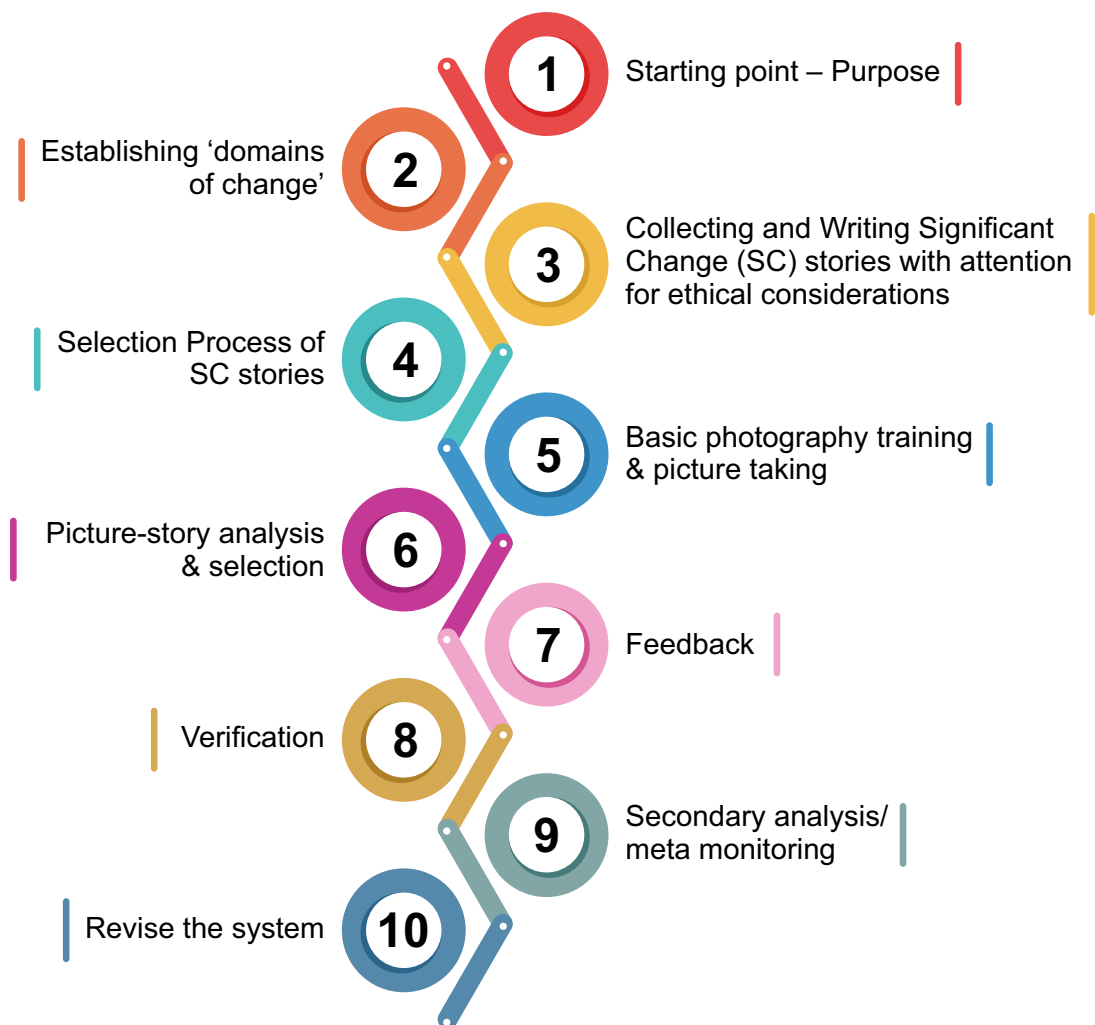 1
Starting point – Purpose
2
Establishing ‘domains
of change’
3
Collecting and Writing Significant
Change (SC) stories with attention
for ethical considerations
4
Selection Process of
SC stories
5
Basic photography training
& picture taking
6
Picture-story analysis
& selection
7
Feedback
8
Verification
9
Secondary analysis/
meta monitoring
10
Revise the system